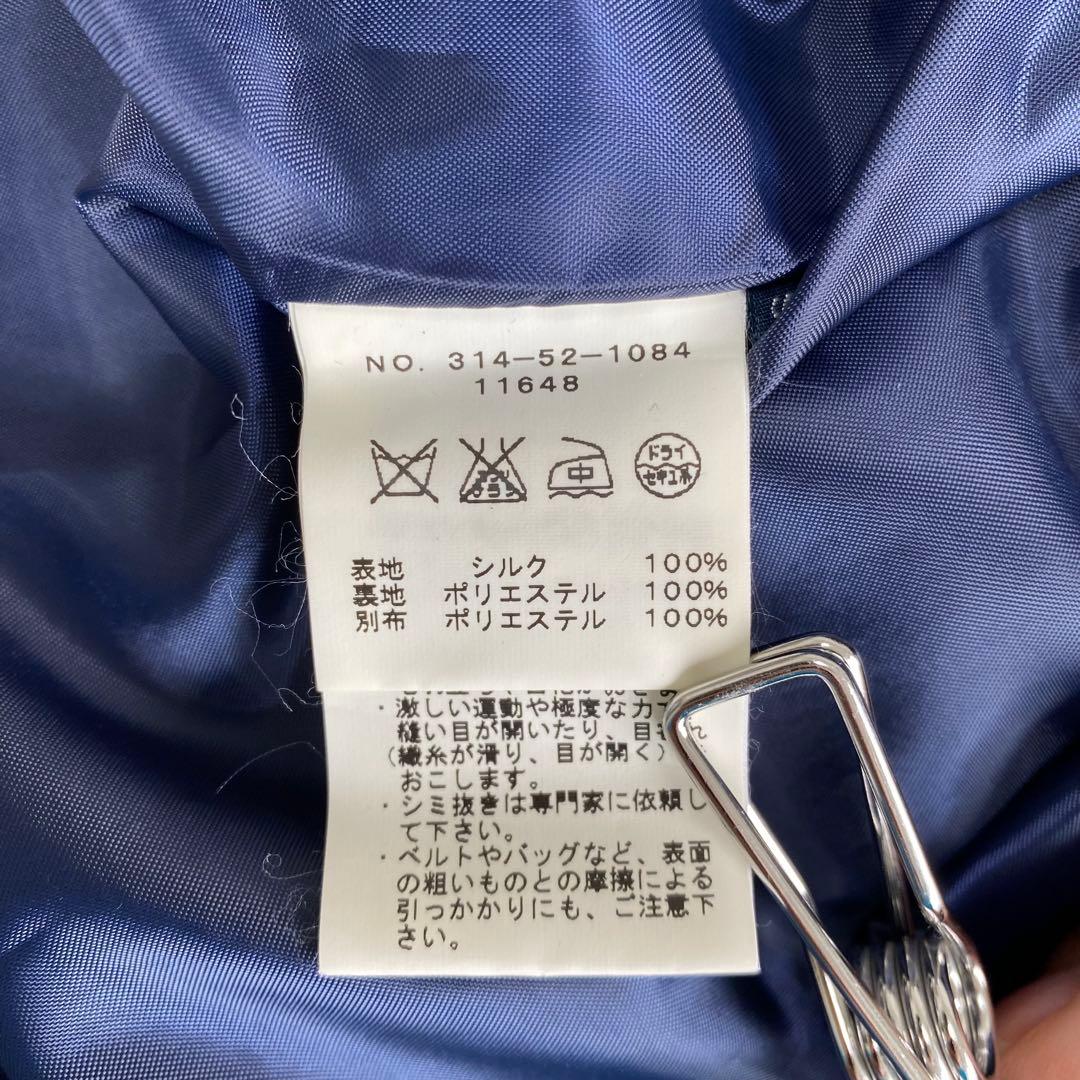 NO. 314-52-1084
11648
中
ドライ
セキユ系
表地 シルク 100%
裏地 ポリエステル 100%
別布 ポリエステル 100%
・激しい運動や極度な力で
縫い目が開いたり、目
(織糸が滑り、目が開く)
おこします。
・シミ抜きは専門家に依頼し
て下さい。
・ベルトやバッグなど、表面
の粗いものとの摩擦による
引っかかりにも、ご注意下
さい。